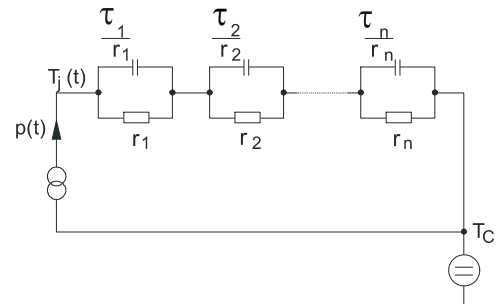 τ1/r1 τ2/r2 τn/rn
Tj(t)
p(t)
r1 r2 rn
TC